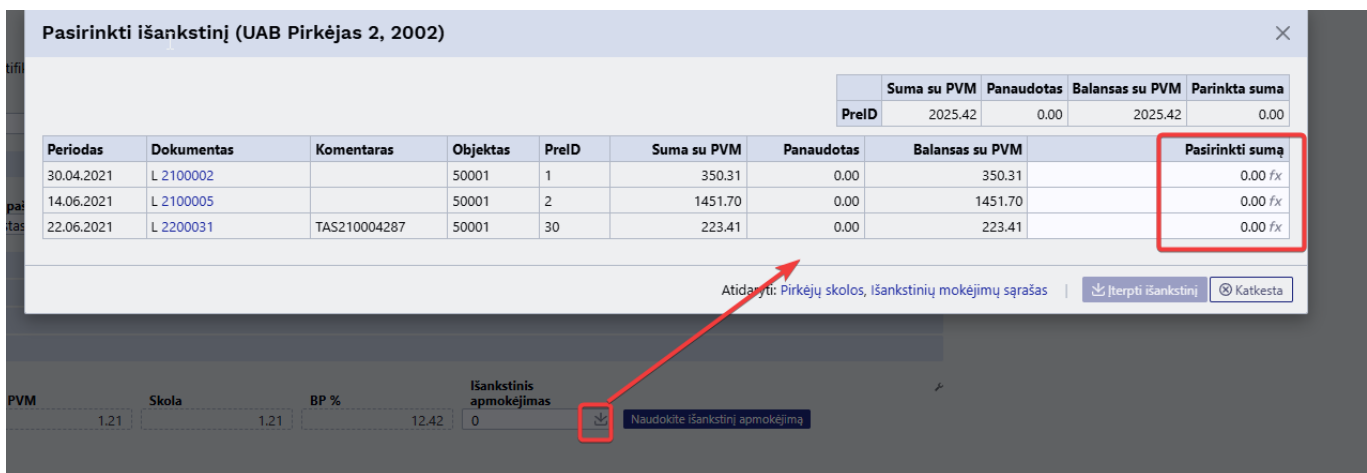 Pasirinkti išankstinį (UAB Pirkėjas 2, 2002)
tifil
Suma su PVM Panaudotas Balansas su PVM Parinkta suma
PreID 2025.42 0.00 2025.42 0.00
Periodas Dokumentas Komentaras Objektas PreID Suma su PVM Panaudotas Balansas su PVM Pasirinkti sumą
30.04.2021 L 2100002 50001 1 350.31 0.00 350.31 0.00 fx
14.06.2021 L 2100005 50001 2 1451.70 0.00 1451.70 0.00 fx
22.06.2021 L 2200031 TAS210004287 50001 30 223.41 0.00 223.41 0.00 fx
Atidaryti: Pirkėjų skolos, Išankstinių mokėjimų sąrašas | Įterpti išankstinį Katkesta
PVM Skola BP % Išankstinis
apmokėjimas
1.21 1.21 12.42 0 Naudokite išankstinį apmokėjimą